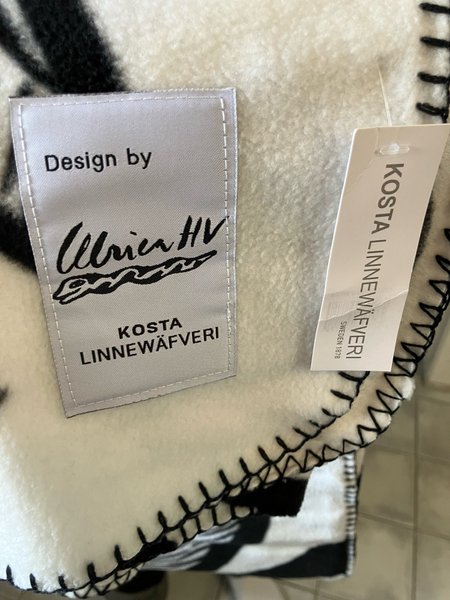 Design by
Ulrica HV
KOSTA
LINNEWÄFVERI
KOSTA LINNEWÄFVERI
SWEDEN 1878